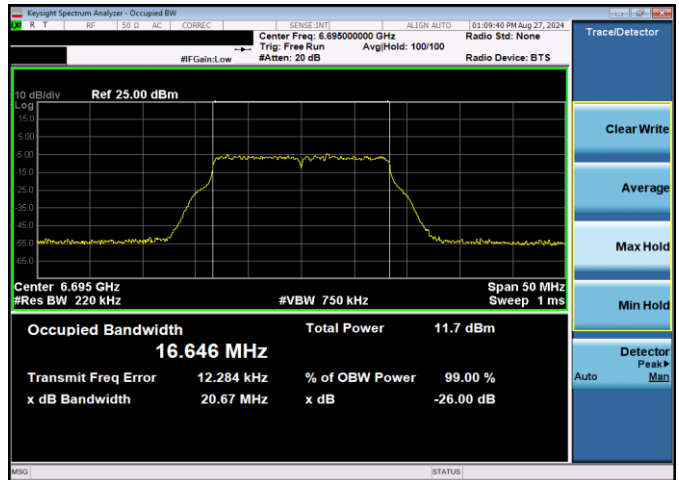 Keysight Spectrum Analyzer - Occupied BW
LXI R T RF 50 Ω AC CORREC SENSE:INT ALIGN AUTO 01:09:40 PM Aug 27, 2024
Center Freq: 6.695000000 GHz Radio Std: None
Trig: Free Run Avg|Hold: 100/100
#IFGain:Low #Atten: 20 dB Radio Device: BTS
10 dB/div Ref 25.00 dBm
Log
15.0
5.00
-5.00
-15.0
-25.0
-35.0
-45.0
-55.0
-65.0
Center 6.695 GHz Span 50 MHz
#Res BW 220 kHz #VBW 750 kHz Sweep 1 ms
Occupied Bandwidth Total Power 11.7 dBm
16.646 MHz
Transmit Freq Error 12.284 kHz % of OBW Power 99.00 %
x dB Bandwidth 20.67 MHz x dB -26.00 dB
MSG STATUS
Trace/Detector
Clear Write
Average
Max Hold
Min Hold
Detector
Peak▶
Auto Man